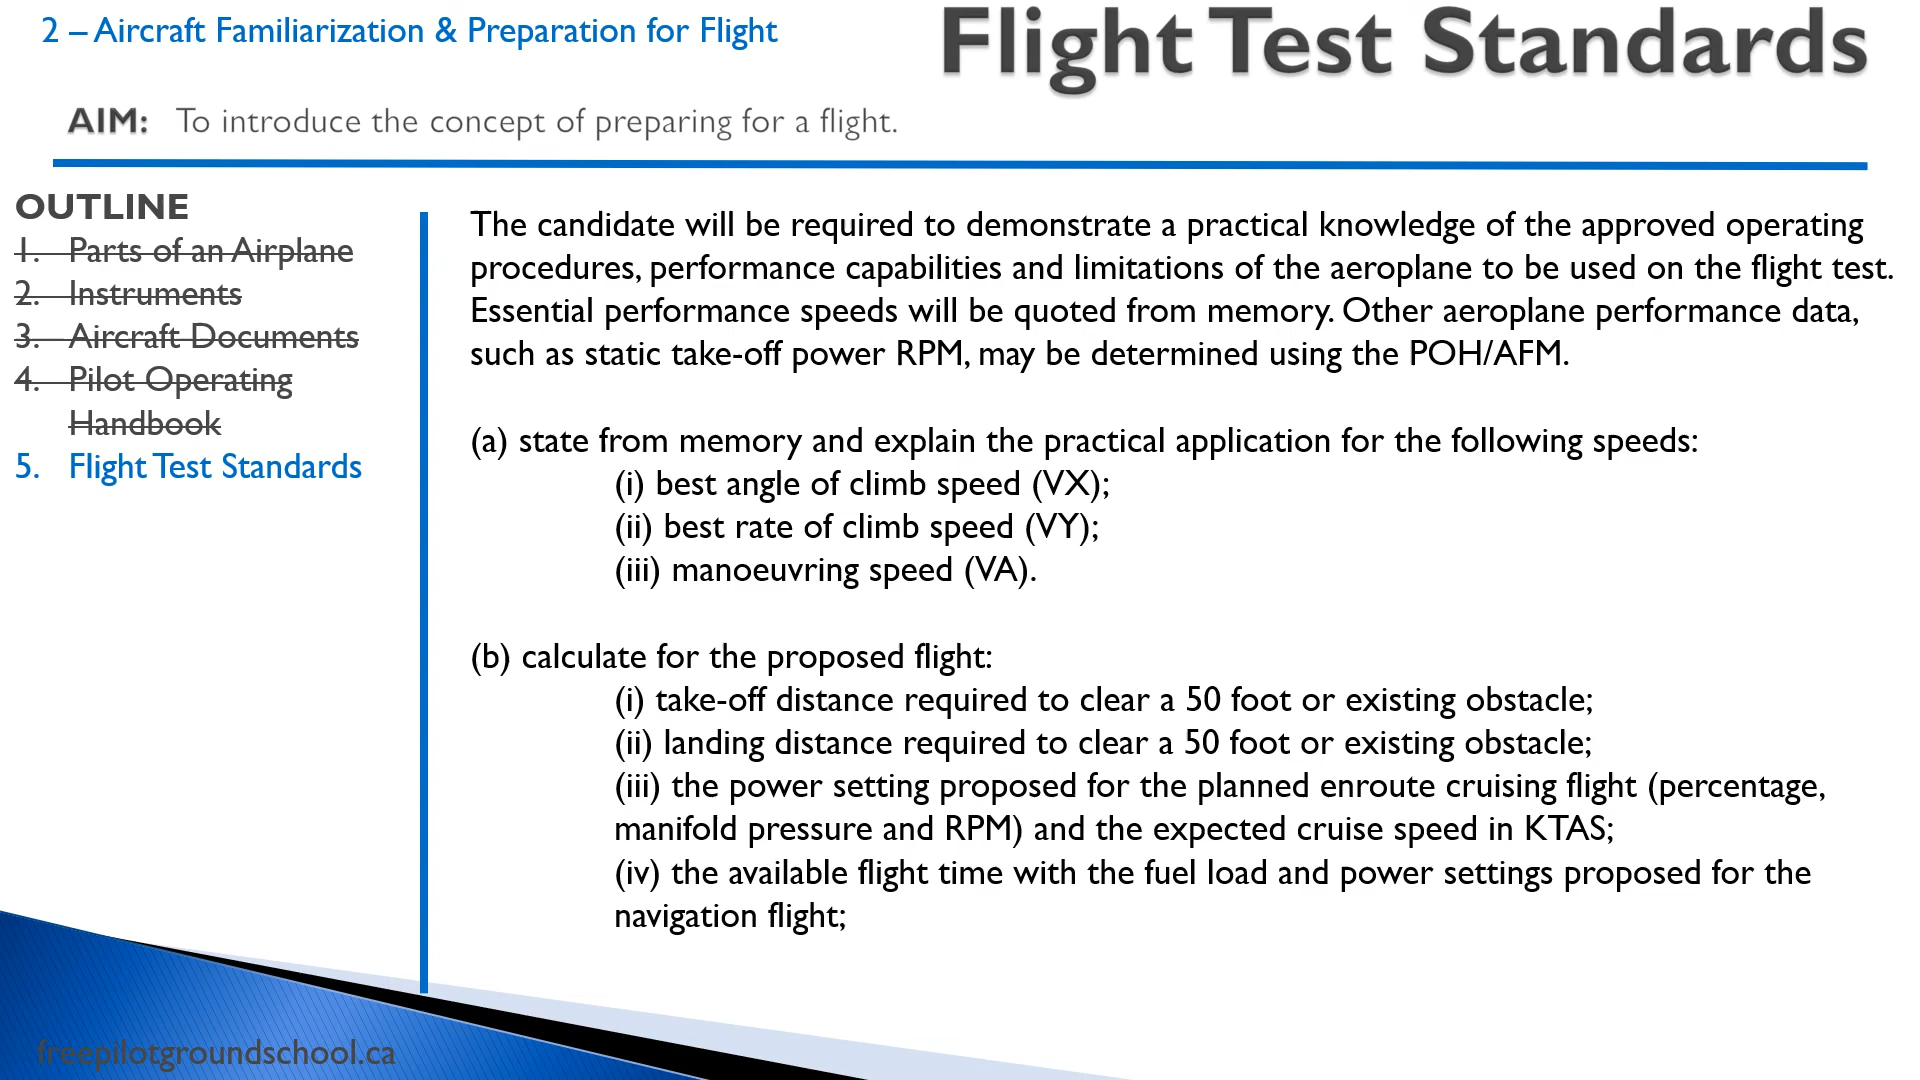 2 – Aircraft Familiarization & Preparation for Flight
Flight Test Standards
AIM: To introduce the concept of preparing for a flight.
OUTLINE
1. Parts of an Airplane
2. Instruments
3. Aircraft Documents
4. Pilot Operating
Handbook
5. Flight Test Standards
The candidate will be required to demonstrate a practical knowledge of the approved operating
procedures, performance capabilities and limitations of the aeroplane to be used on the flight test.
Essential performance speeds will be quoted from memory. Other aeroplane performance data,
such as static take-off power RPM, may be determined using the POH/AFM.
(a) state from memory and explain the practical application for the following speeds:
(i) best angle of climb speed (VX);
(ii) best rate of climb speed (VY);
(iii) manoeuvring speed (VA).
(b) calculate for the proposed flight:
(i) take-off distance required to clear a 50 foot or existing obstacle;
(ii) landing distance required to clear a 50 foot or existing obstacle;
(iii) the power setting proposed for the planned enroute cruising flight (percentage,
manifold pressure and RPM) and the expected cruise speed in KTAS;
(iv) the available flight time with the fuel load and power settings proposed for the
navigation flight;
freepilotgroundschool.ca